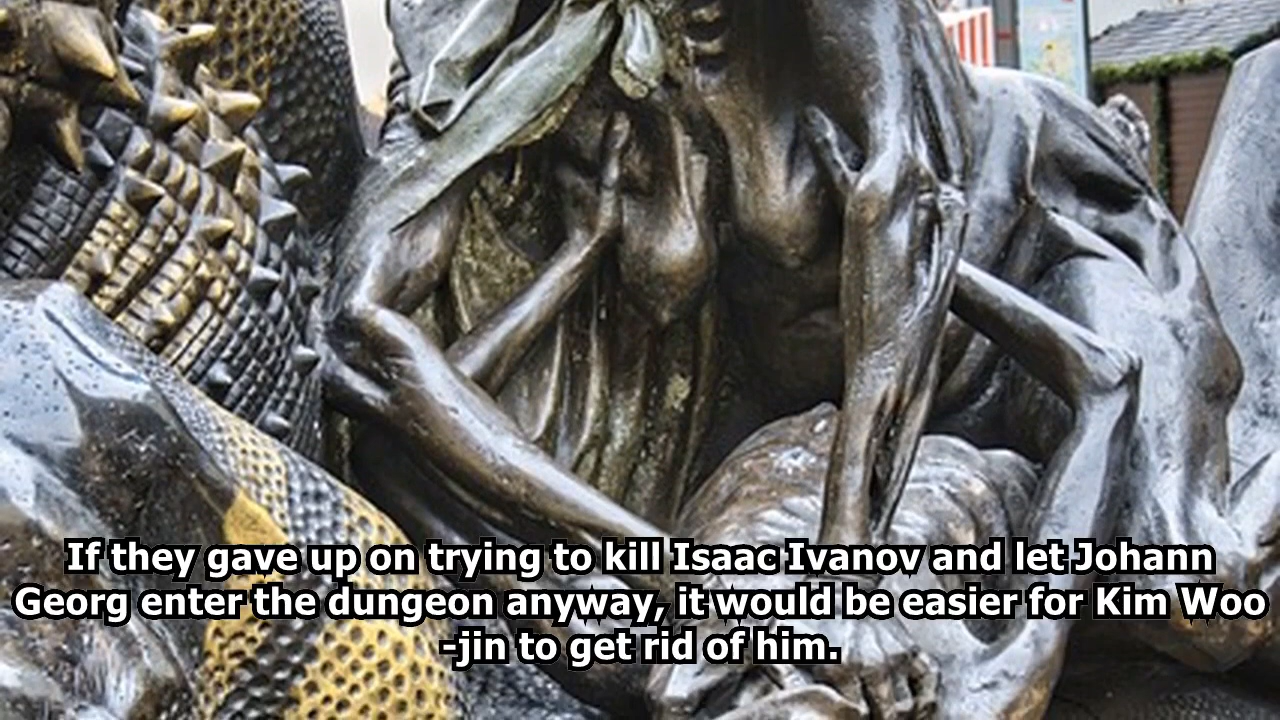 If they gave up on trying to kill Isaac Ivanov and let Johann
Georg enter the dungeon anyway, it would be easier for Kim Woo
-jin to get rid of him.